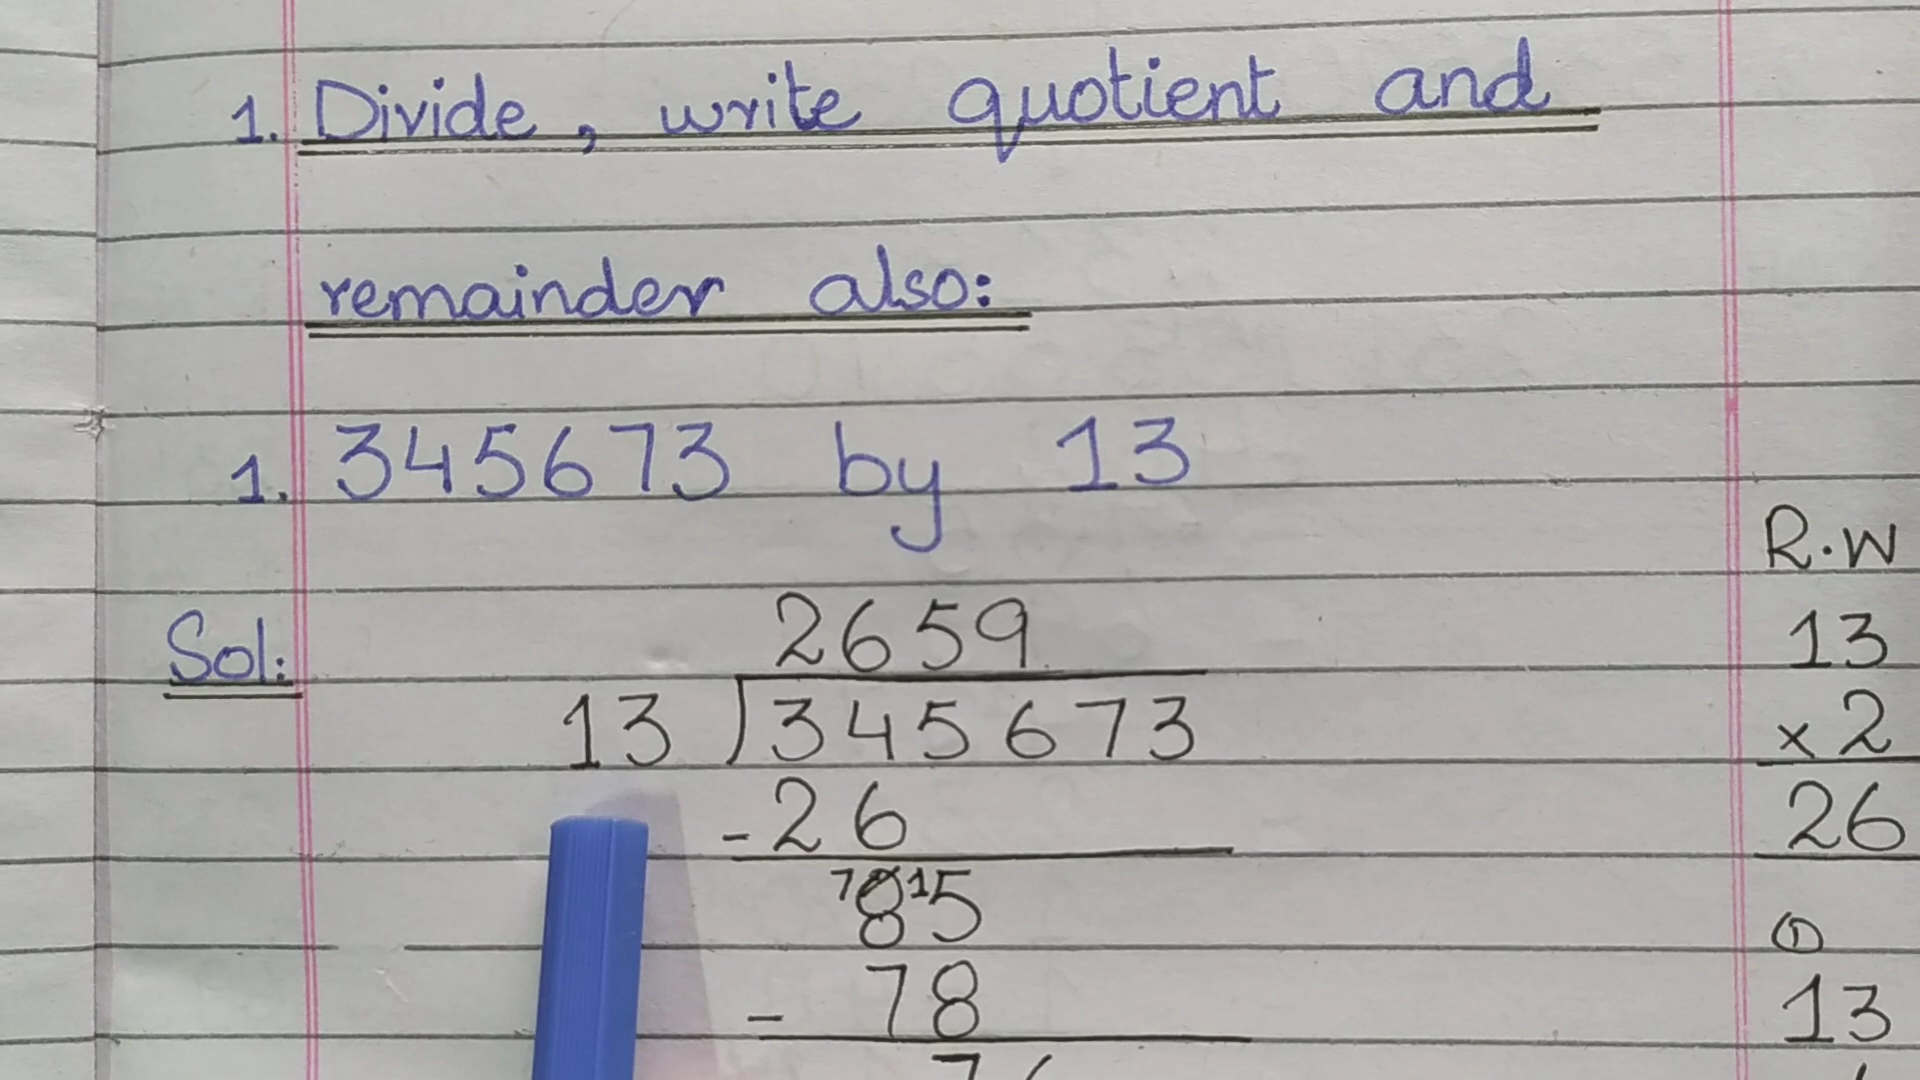 1. Divide, write quotient and
remainder also:
1. 345673 by 13
R.W
Sol:
2659
13 345673
13
×2
26
-26
7 8 15
1
-78
13